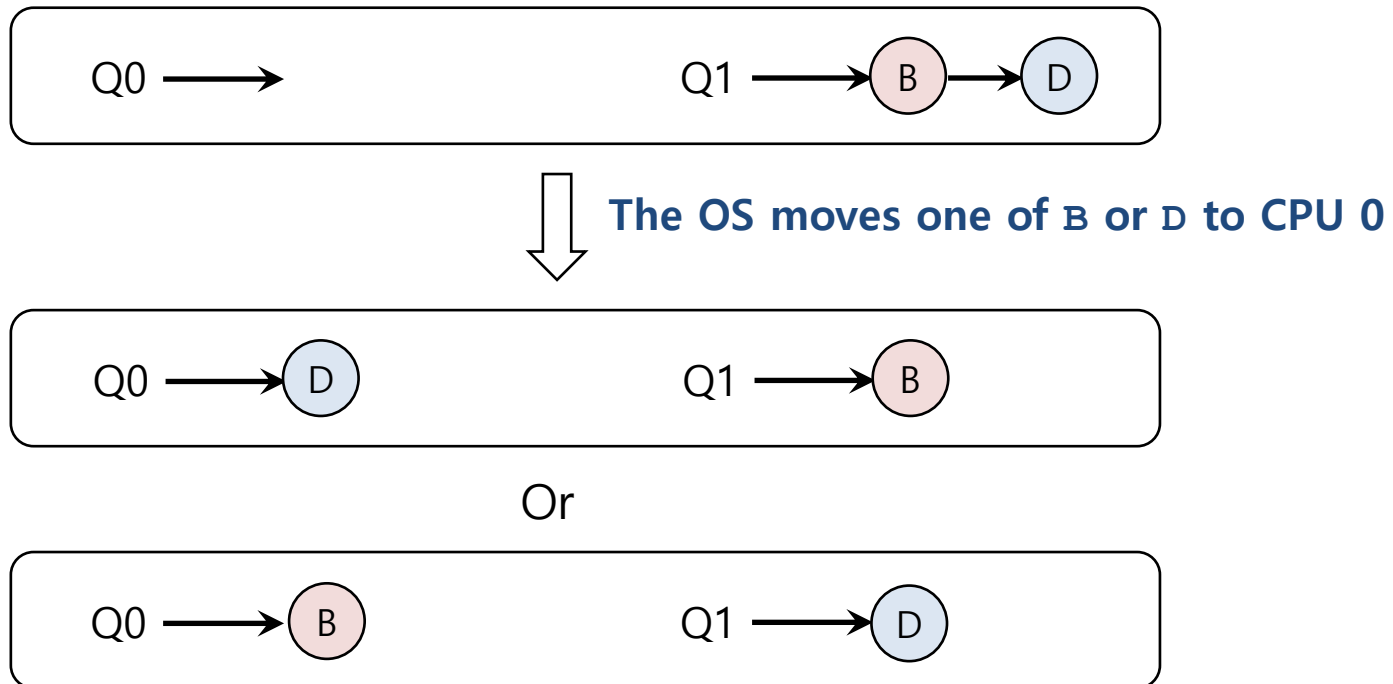 Q0 Q1 B D
The OS moves one of B or D to CPU 0
Q0 D Q1 B
Or
Q0 B Q1 D